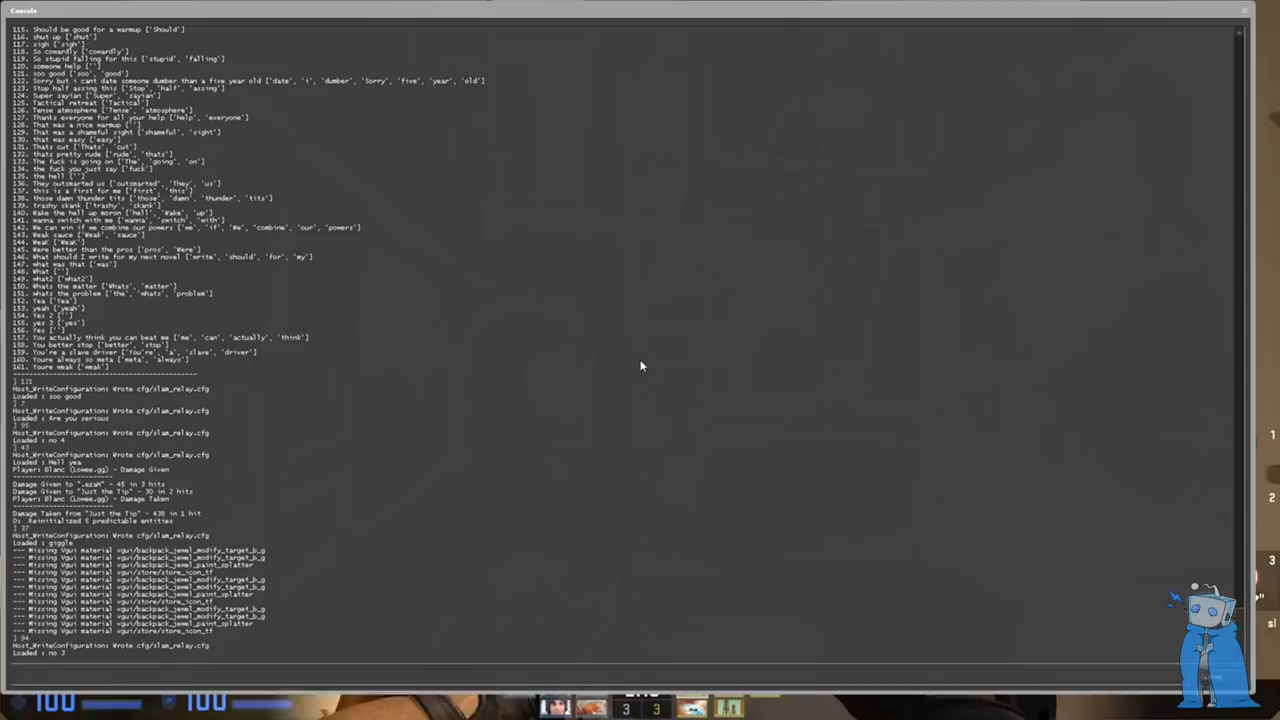 Console
115. Should be good for a warmup ['Should']
116. shut up ['shut']
117. sigh ['sigh']
118. So cowardly ['cowardly']
119. So stupid falling for this ['stupid', 'falling']
120. someone help ['']
121. soo good ['soo', 'good']
122. Sorry but i cant date someone dumber than a five year old ['date', 'i', 'dumber', 'Sorry', 'five', 'year', 'old']
123. Stop half assing this ['Stop', 'half', 'assing']
124. Super sayian ['Super', 'sayian']
125. Tactical retreat ['Tactical']
126. Tense atmosphere ['Tense', 'atmosphere']
127. Thanks everyone for all your help ['help', 'everyone']
128. That was a nice warmup ['']
129. That was a shameful sight ['shameful', 'sight']
130. that was easy ['easy']
131. Thats cut ['Thats', 'cut']
132. thats pretty rude ['rude', 'thats']
133. The fuck is going on ['The', 'going', 'on']
134. the fuck you just say ['fuck']
135. the hell ['']
136. They outsmarted us ['outsmarted', 'They', 'us']
137. this is a first for me ['first', 'this']
138. those damn thunder tits ['those', 'damn', 'thunder', 'tits']
139. trashy skank ['trashy', 'skank']
140. Wake the hell up moron ['hell', 'Wake', 'up']
141. wanna switch with me ['wanna', 'switch', 'with']
142. We can win if we combine our powers ['me', 'if', 'We', 'combine', 'our', 'powers']
143. Weak sauce ['Weak', 'sauce']
144. WeaK ['WeaK']
145. Were better than the pros ['pros', 'Were']
146. What should I write for my next novel ['write', 'should', 'for', 'my']
147. what was that ['was']
148. What ['']
149. what2 ['what2']
150. Whats the matter ['Whats', 'matter']
151. whats the problem ['the', 'whats', 'problem']
152. Yea ['Yea']
153. yeah ['yeah']
154. Yes 2 ['']
155. yes 3 ['yes']
156. Yes ['']
157. You actually think you can beat me ['me', 'can', 'actually', 'think']
158. You better stop ['better', 'stop']
159. You're a slave driver ['You're', 'a', 'slave', 'driver']
160. Youre always so meta ['meta', 'always']
161. Youre weak ['weak']
--------------------------------------------
] 121
Host_WriteConfiguration: Wrote cfg/slam_relay.cfg
Loaded : soo good
] 7
Host_WriteConfiguration: Wrote cfg/slam_relay.cfg
Loaded : Are you serious
] 95
Host_WriteConfiguration: Wrote cfg/slam_relay.cfg
Loaded : no 4
] 43
Host_WriteConfiguration: Wrote cfg/slam_relay.cfg
Loaded : Hell yea
Player: Blanc (Lowee.gg) - Damage Given
-------------------------
Damage Given to ".ezaH" - 45 in 3 hits
Damage Given to "Just the Tip" - 30 in 2 hits
Player: Blanc (Lowee.gg) - Damage Taken
-------------------------
Damage Taken from "Just the Tip" - 438 in 1 hit
0:  Reinitialized 5 predictable entities
] 37
Host_WriteConfiguration: Wrote cfg/slam_relay.cfg
Loaded : giggle
--- Missing Vgui material vgui/backpack_jewel_modify_target_b_g
--- Missing Vgui material vgui/backpack_jewel_modify_target_b_g
--- Missing Vgui material vgui/backpack_jewel_paint_splatter
--- Missing Vgui material vgui/store/store_icon_tf
--- Missing Vgui material vgui/backpack_jewel_modify_target_b_g
--- Missing Vgui material vgui/backpack_jewel_modify_target_b_g
--- Missing Vgui material vgui/backpack_jewel_paint_splatter
--- Missing Vgui material vgui/store/store_icon_tf
--- Missing Vgui material vgui/backpack_jewel_modify_target_b_g
--- Missing Vgui material vgui/backpack_jewel_modify_target_b_g
--- Missing Vgui material vgui/backpack_jewel_paint_splatter
--- Missing Vgui material vgui/store/store_icon_tf
] 94
Host_WriteConfiguration: Wrote cfg/slam_relay.cfg
Loaded : no 3
1
2
3
100 100 3 3